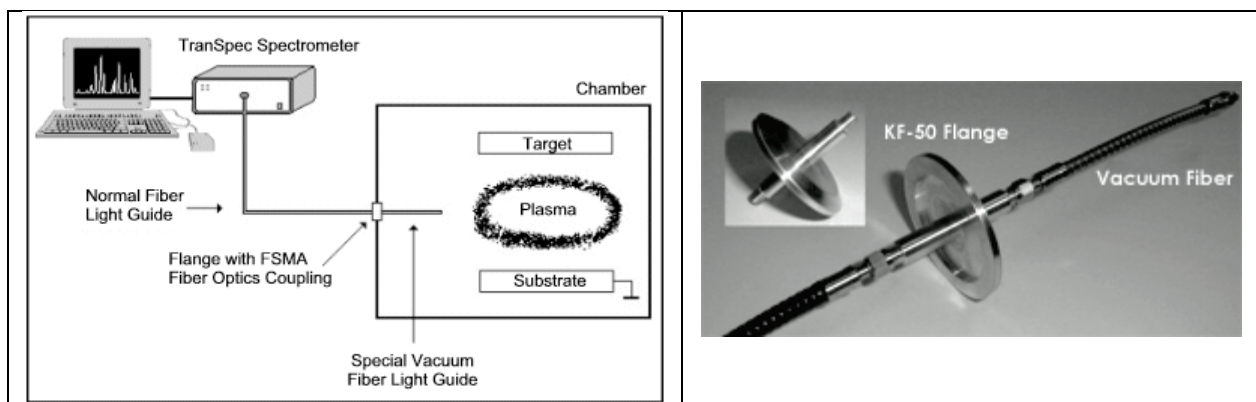 TranSpec Spectrometer
Chamber
Target
Normal Fiber
Light Guide
Plasma
Flange with FSMA
Fiber Optics Coupling
Substrate
Special Vacuum
Fiber Light Guide
KF-50 Flange
Vacuum Fiber